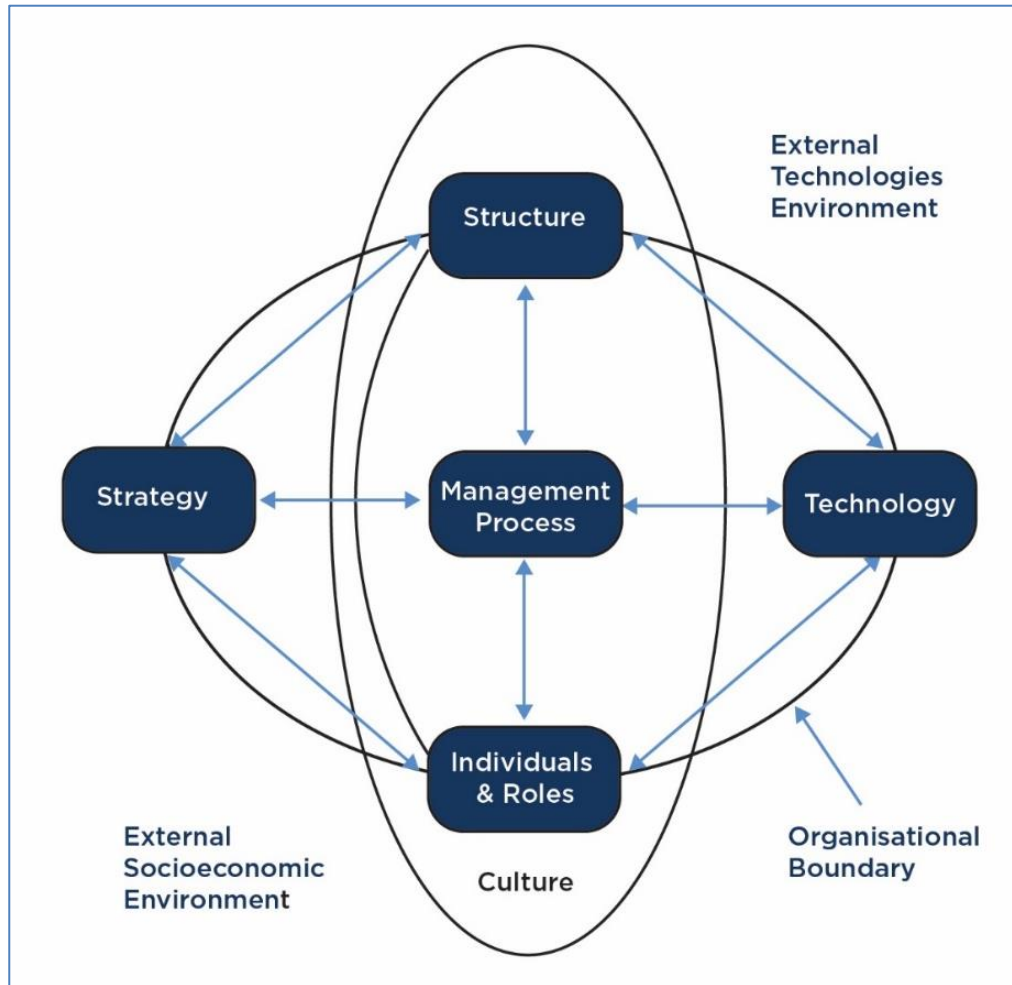 External
Technologies
Environment
Structure
Strategy
Management
Process
Technology
Individuals
& Roles
External
Socioeconomic
Environment
Culture
Organisational
Boundary